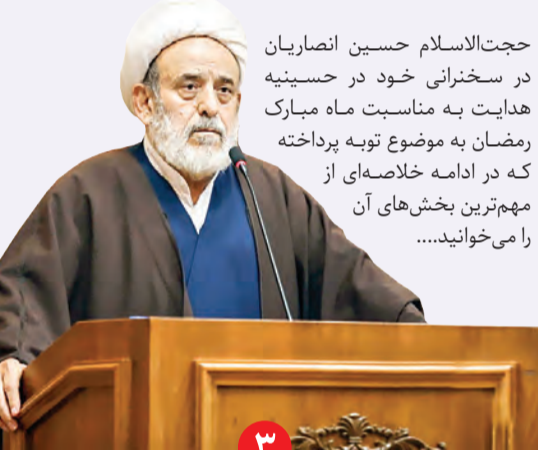 حجت‌الاسلام حسین انصاریان
در سخنرانی خود در حسینیه
هدایت به مناسبت ماه مبارک
رمضان به موضوع توبه پرداخته
که در ادامه خلاصه‌ای از
مهم‌ترین بخش‌های آن
را می‌خوانید....
۳